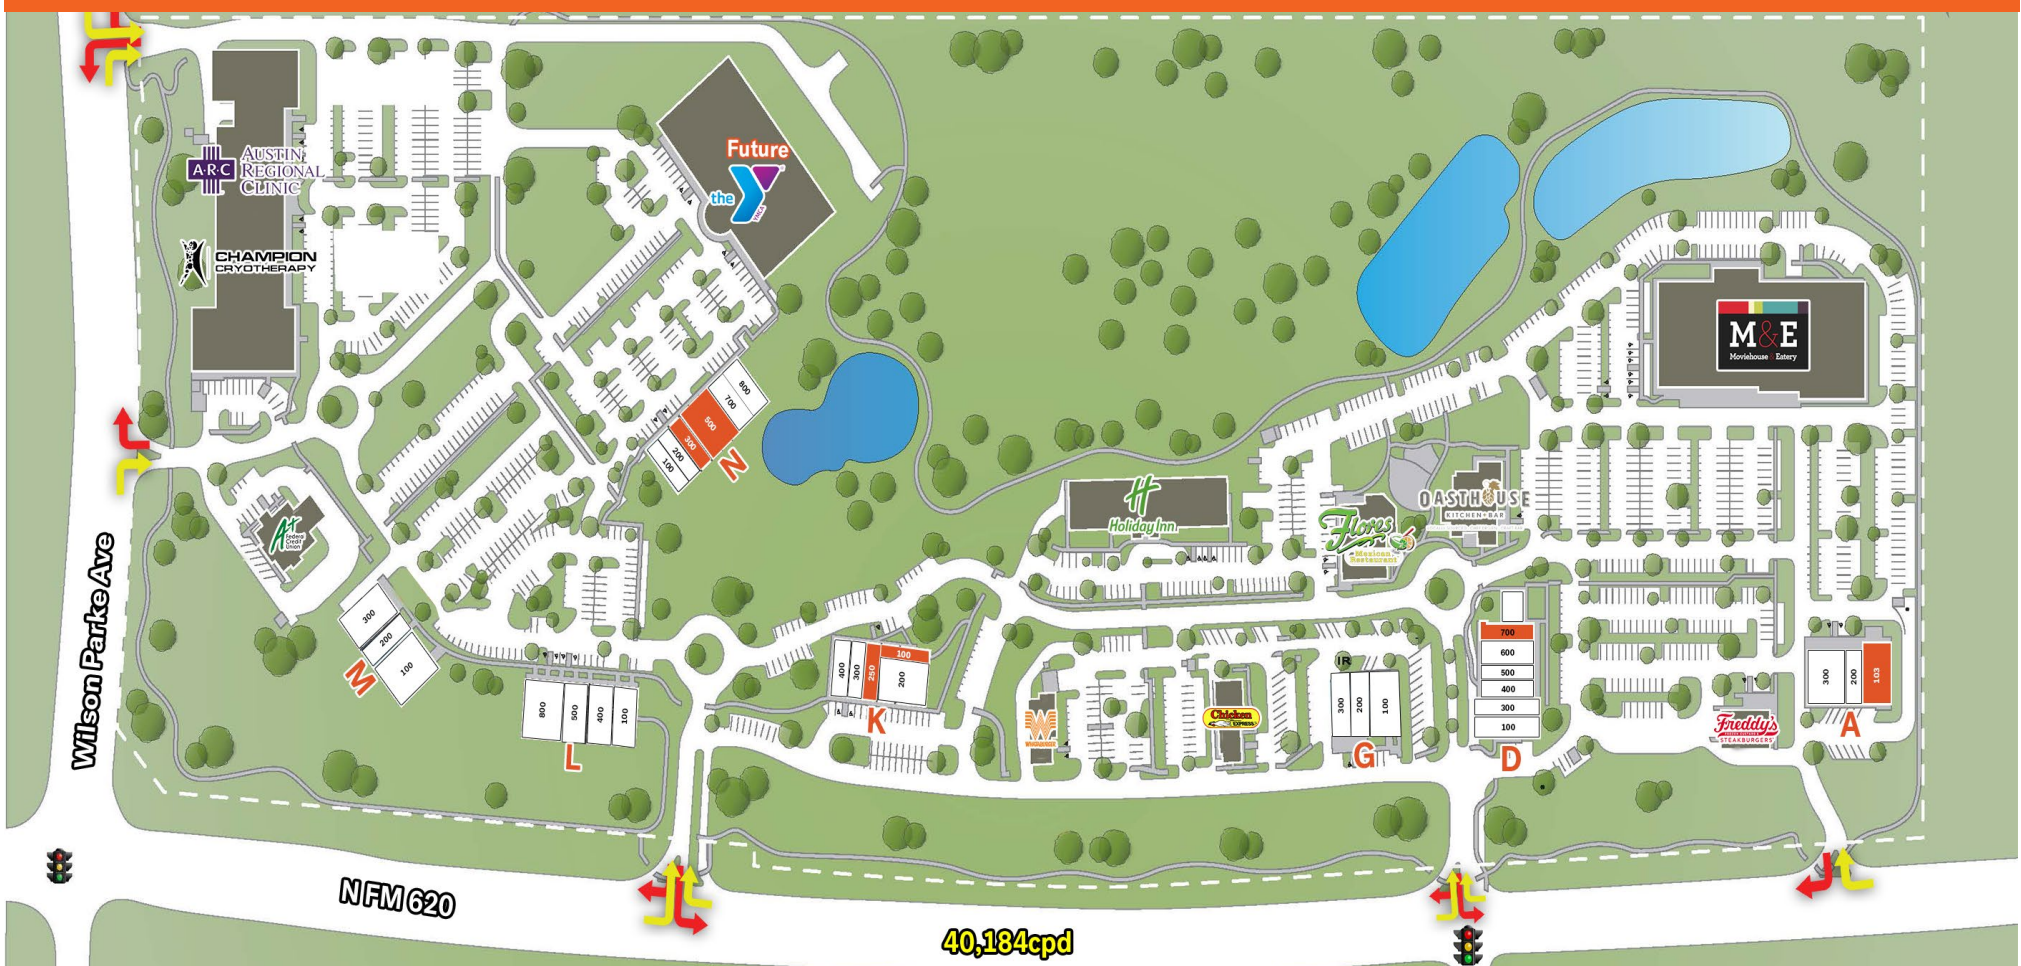 Future
the
YMCA
A·R·C
AUSTIN
REGIONAL
CLINIC
CHAMPION
CRYOTHERAPY
M&E
Moviehouse & Eatery
800
700
500
300
200
100
N
H
Holiday Inn
OASTHOUSE
KITCHEN+BAR
Flores
Mexican
Restaurant
A+
Federal
Credit
Union
Wilson Parke Ave
300
200
100
M
800
500
400
100
L
400
300
250
100
200
K
W
WHATABURGER
Chicken
EXPRESS
IR
300
200
100
G
700
600
500
400
300
100
D
Freddy's
STEAKBURGERS
300
200
103
A
N FM 620
40,184cpd